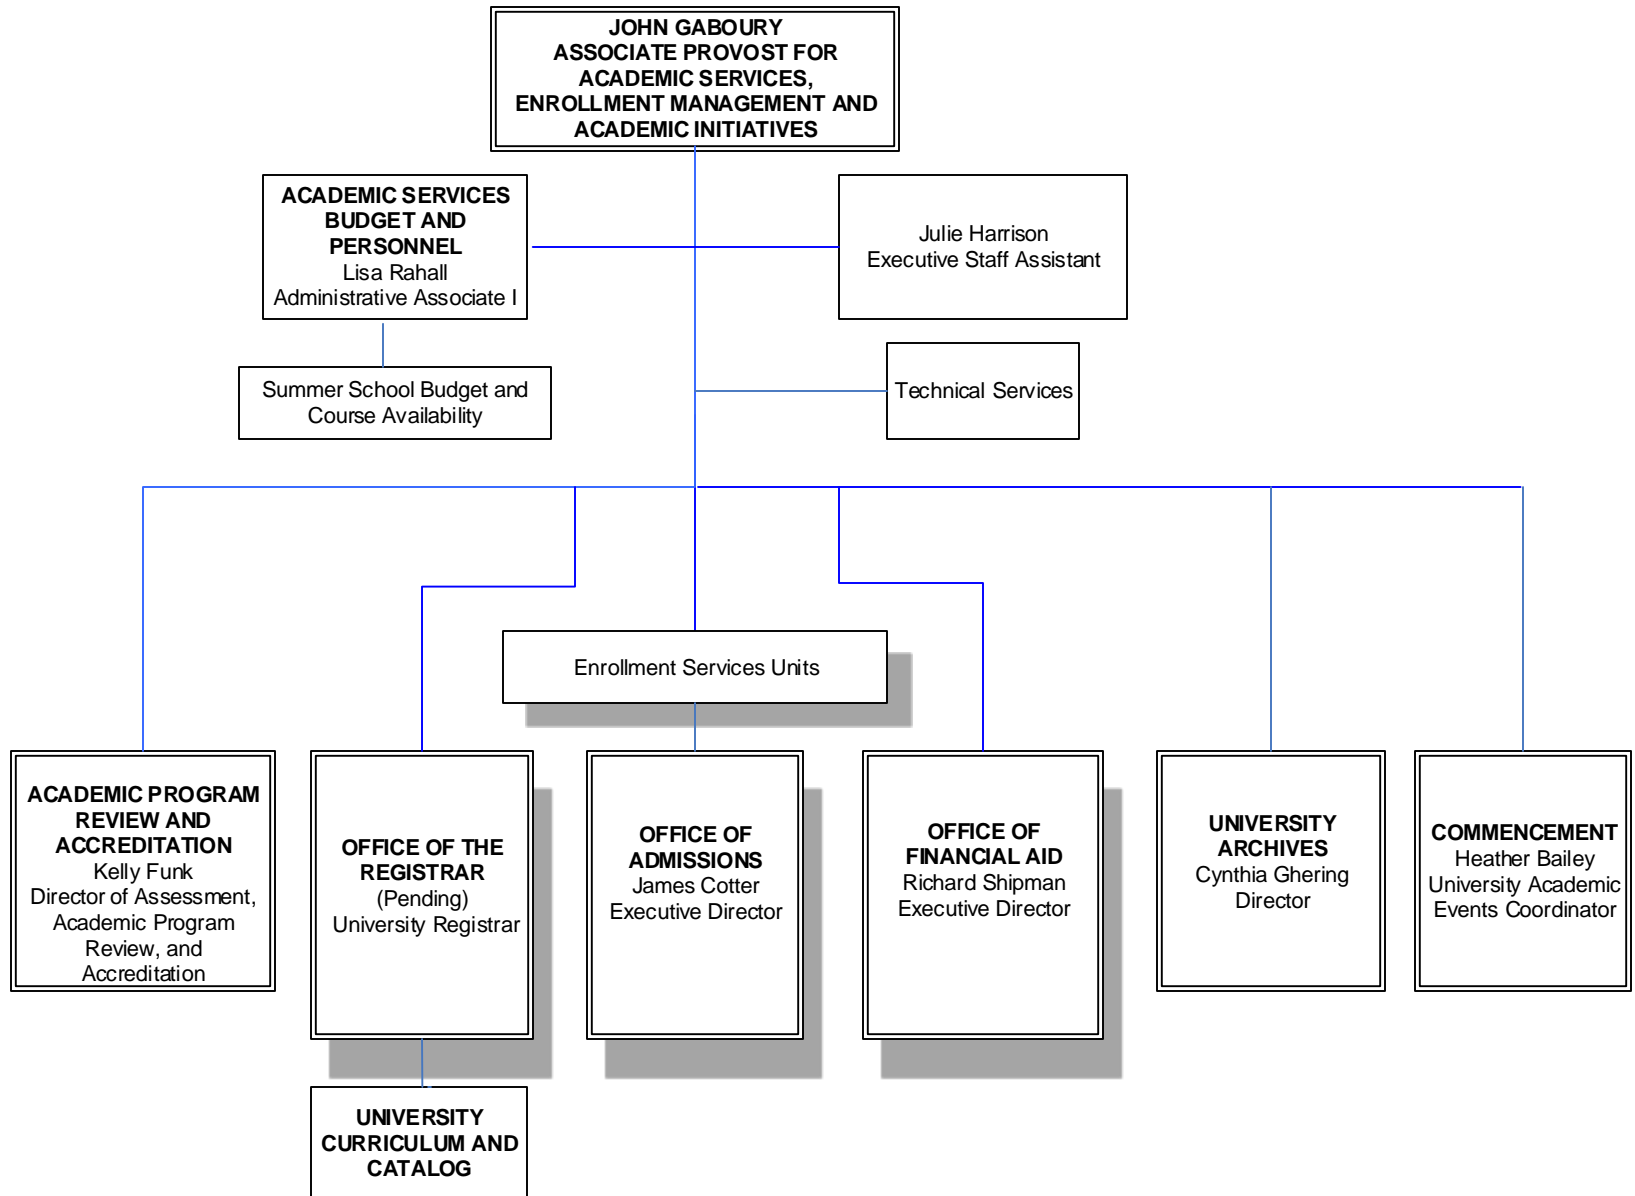 JOHN GABOURY
ASSOCIATE PROVOST FOR
ACADEMIC SERVICES,
ENROLLMENT MANAGEMENT AND
ACADEMIC INITIATIVES
ACADEMIC SERVICES
BUDGET AND
PERSONNEL
Lisa Rahall
Administrative Associate I
Julie Harrison
Executive Staff Assistant
Summer School Budget and
Course Availability
Technical Services
Enrollment Services Units
ACADEMIC PROGRAM
REVIEW AND
ACCREDITATION
Kelly Funk
Director of Assessment,
Academic Program
Review, and
Accreditation
OFFICE OF THE
REGISTRAR
(Pending)
University Registrar
OFFICE OF
ADMISSIONS
James Cotter
Executive Director
OFFICE OF
FINANCIAL AID
Richard Shipman
Executive Director
UNIVERSITY
ARCHIVES
Cynthia Ghering
Director
COMMENCEMENT
Heather Bailey
University Academic
Events Coordinator
UNIVERSITY
CURRICULUM AND
CATALOG